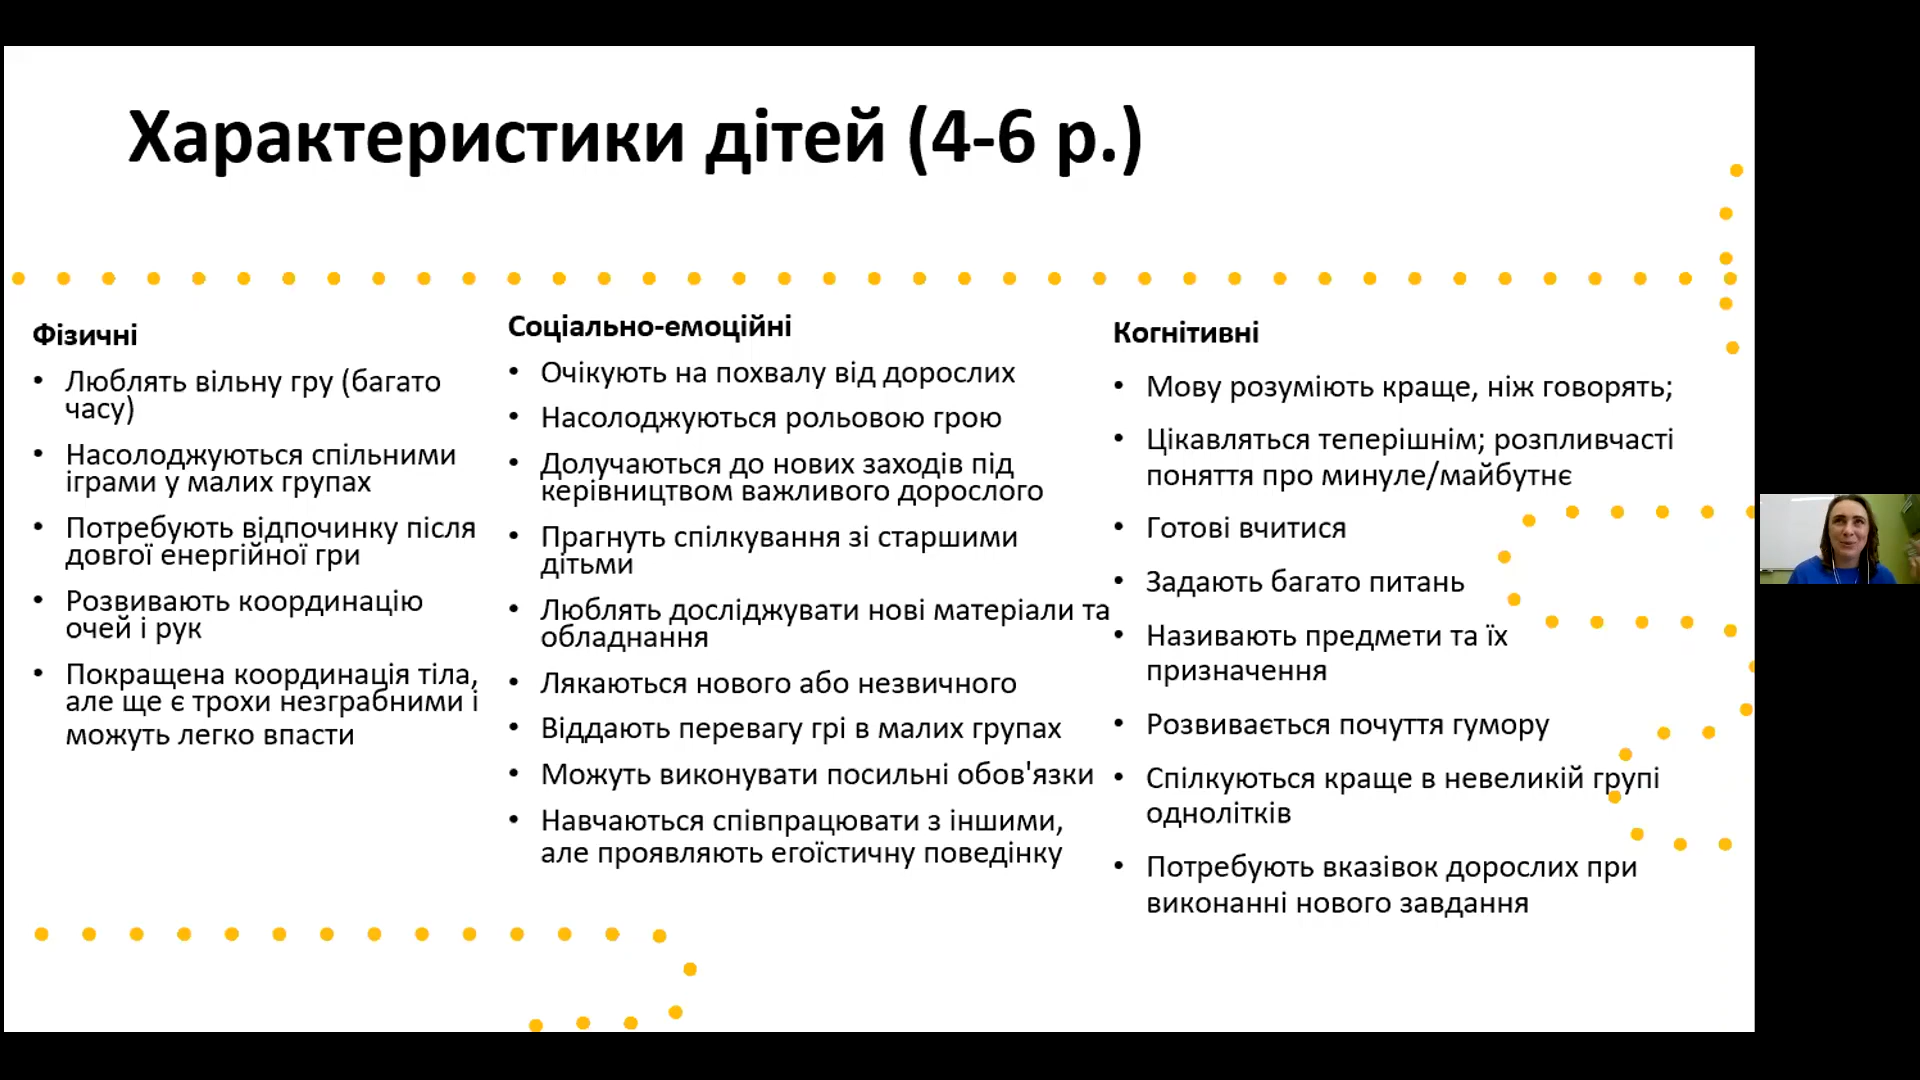 Характеристики дітей (4-6 р.)
Фізичні
• Люблять вільну гру (багато
часу)
• Насолоджуються спільними
іграми у малих групах
• Потребують відпочинку після
довгої енергійної гри
• Розвивають координацію
очей і рук
• Покращена координація тіла,
але ще є трохи незграбними і
можуть легко впасти
Соціально-емоційні
• Очікують на похвалу від дорослих
• Насолоджуються рольовою грою
• Долучаються до нових заходів під
керівництвом важливого дорослого
• Прагнуть спілкування зі старшими
дітьми
• Люблять досліджувати нові матеріали та
обладнання
• Лякаються нового або незвичного
• Віддають перевагу грі в малих групах
• Можуть виконувати посильні обов'язки
• Навчаються співпрацювати з іншими,
але проявляють егоїстичну поведінку
Когнітивні
• Мову розуміють краще, ніж говорять;
• Цікавляться теперішнім; розпливчасті
поняття про минуле/майбутнє
• Готові вчитися
• Задають багато питань
• Називають предмети та їх
призначення
• Розвивається почуття гумору
• Спілкуються краще в невеликій групі
однолітків
• Потребують вказівок дорослих при
виконанні нового завдання